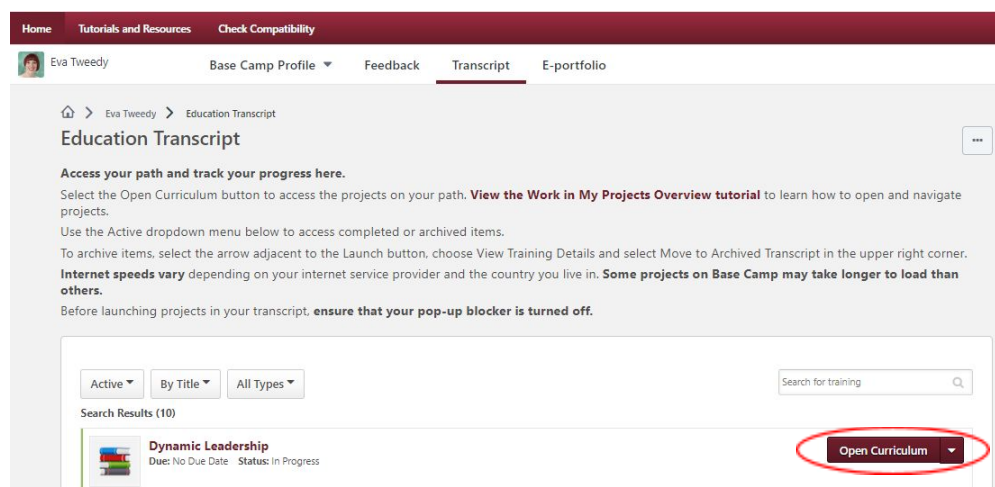 Home Tutorials and Resources Check Compatibility
Eva Tweedy Base Camp Profile Feedback Transcript E-portfolio
Eva Tweedy Education Transcript
Education Transcript
Access your path and track your progress here.
Select the Open Curriculum button to access the projects on your path. View the Work in My Projects Overview tutorial to learn how to open and navigate
projects.
Use the Active dropdown menu below to access completed or archived items.
To archive items, select the arrow adjacent to the Launch button, choose View Training Details and select Move to Archived Transcript in the upper right corner.
Internet speeds vary depending on your internet service provider and the country you live in. Some projects on Base Camp may take longer to load than
others.
Before launching projects in your transcript, ensure that your pop-up blocker is turned off.
Active By Title All Types Search for training
Search Results (10)
Dynamic Leadership
Due: No Due Date Status: In Progress
Open Curriculum